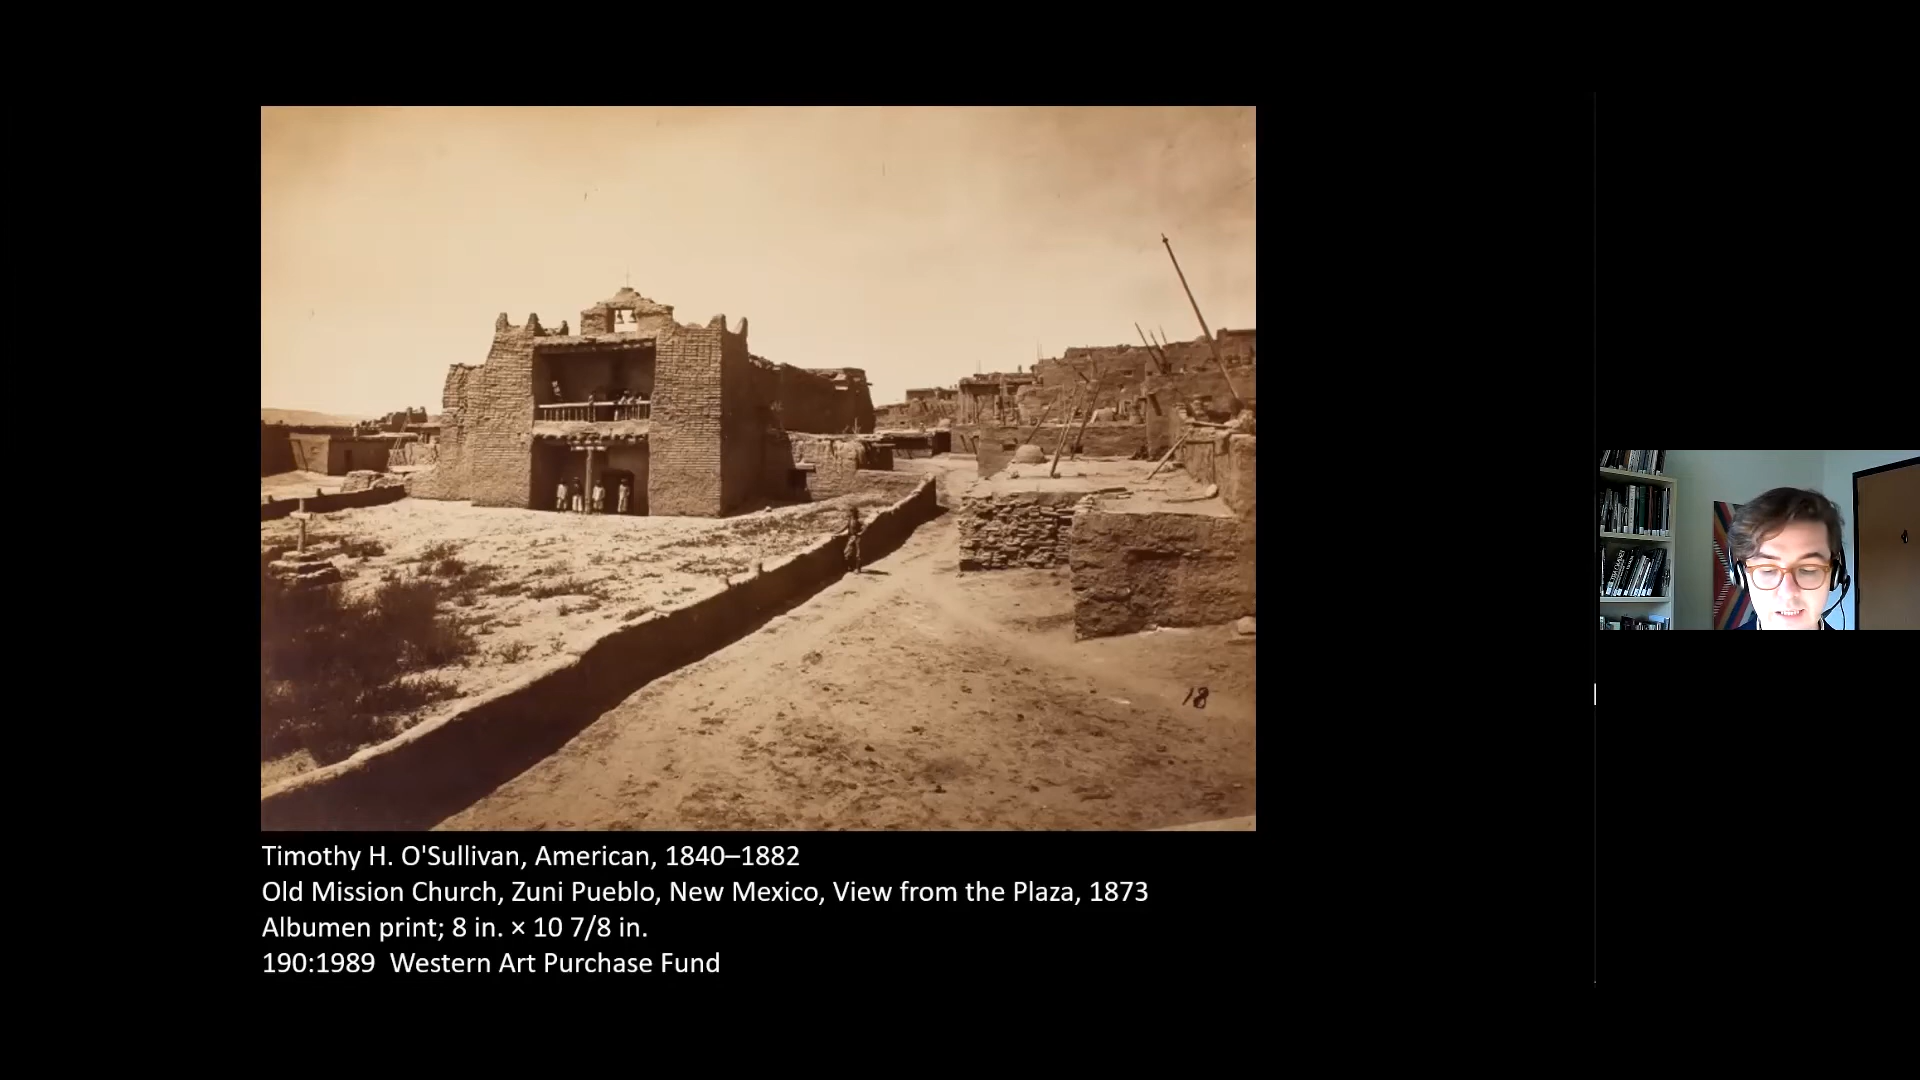 18
Timothy H. O'Sullivan, American, 1840–1882
Old Mission Church, Zuni Pueblo, New Mexico, View from the Plaza, 1873
Albumen print; 8 in. × 10 7/8 in.
190:1989  Western Art Purchase Fund